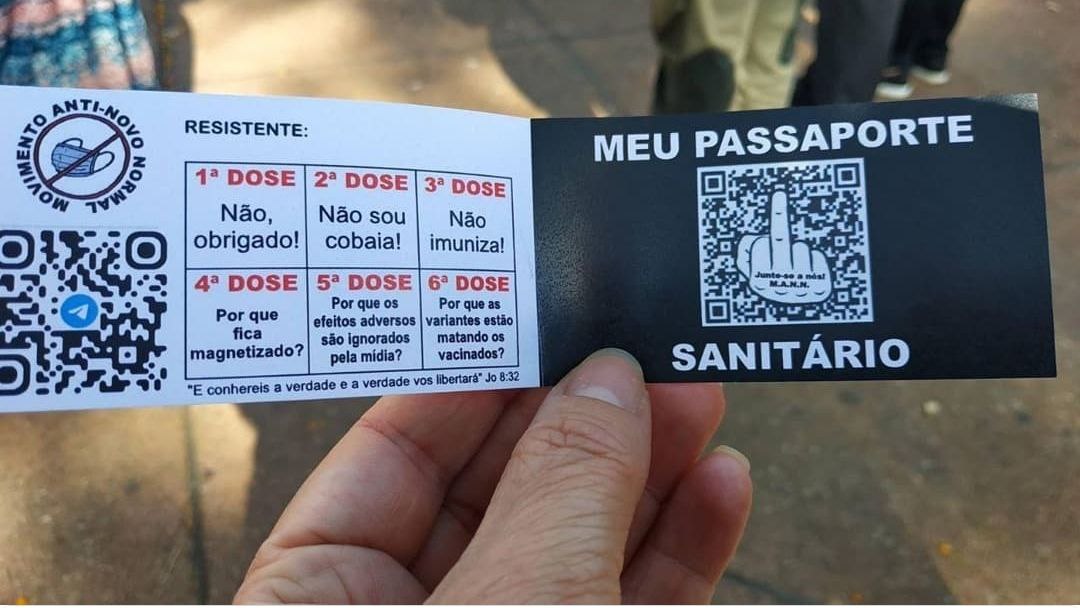 MOVIMENTO ANTI-NOVO NORMAL
RESISTENTE:
1ª DOSE
Não,
obrigado!
2ª DOSE
Não sou
cobaia!
3ª DOSE
Não
imuniza!
4ª DOSE
Por que
fica
magnetizado?
5ª DOSE
Por que os
efeitos adversos
são ignorados
pela mídia?
6ª DOSE
Por que as
variantes estão
matando os
vacinados?
"E conhereis a verdade e a verdade vos libertará" Jo 8:32
MEU PASSAPORTE
Junte-se a nós!
M.A.N.N.
SANITÁRIO